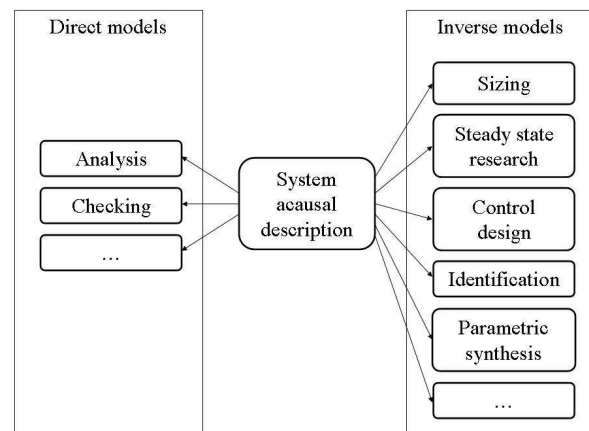 Direct models
Analysis
Checking
...
System
acausal
description
Inverse models
Sizing
Steady state
research
Control
design
Identification
Parametric
synthesis
...